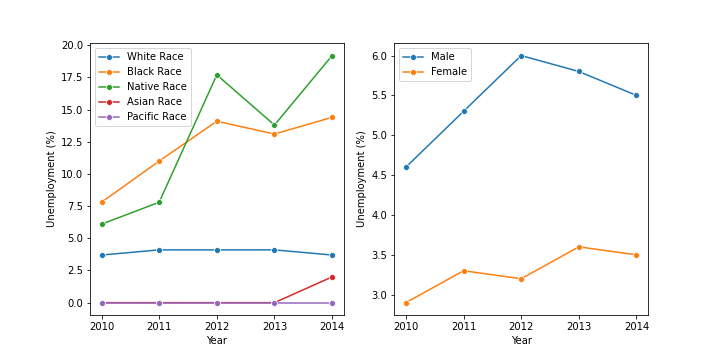 Unemployment (%)
20.0
17.5
15.0
12.5
10.0
7.5
5.0
2.5
0.0
White Race
Black Race
Native Race
Asian Race
Pacific Race
2010 2011 2012 2013 2014
Year
Unemployment (%)
6.0
5.5
5.0
4.5
4.0
3.5
3.0
Male
Female
2010 2011 2012 2013 2014
Year